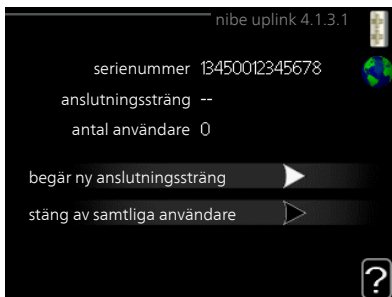 nibe uplink 4.1.3.1
serienummer 13450012345678
anslutningssträng --
antal användare 0
begär ny anslutningssträng
stäng av samtliga användare
?